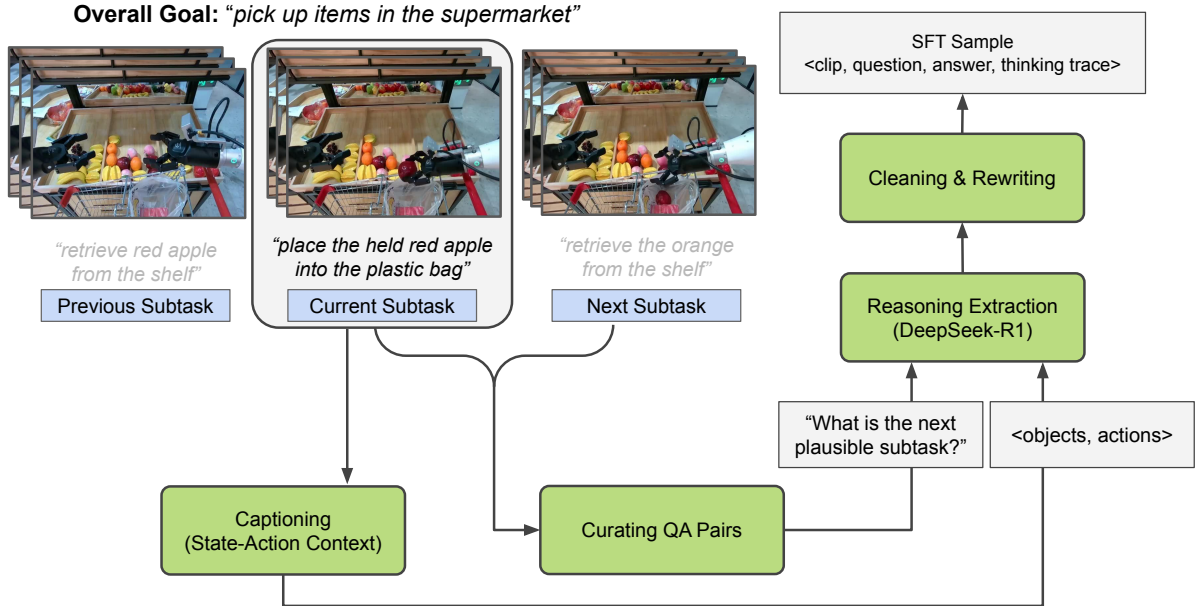 Overall Goal: “pick up items in the supermarket”
“retrieve red apple
from the shelf”
Previous Subtask
“place the held red apple
into the plastic bag”
Current Subtask
“retrieve the orange
from the shelf”
Next Subtask
SFT Sample
<clip, question, answer, thinking trace>
Cleaning & Rewriting
Reasoning Extraction
(DeepSeek-R1)
“What is the next
plausible subtask?”
<objects, actions>
Captioning
(State-Action Context)
Curating QA Pairs